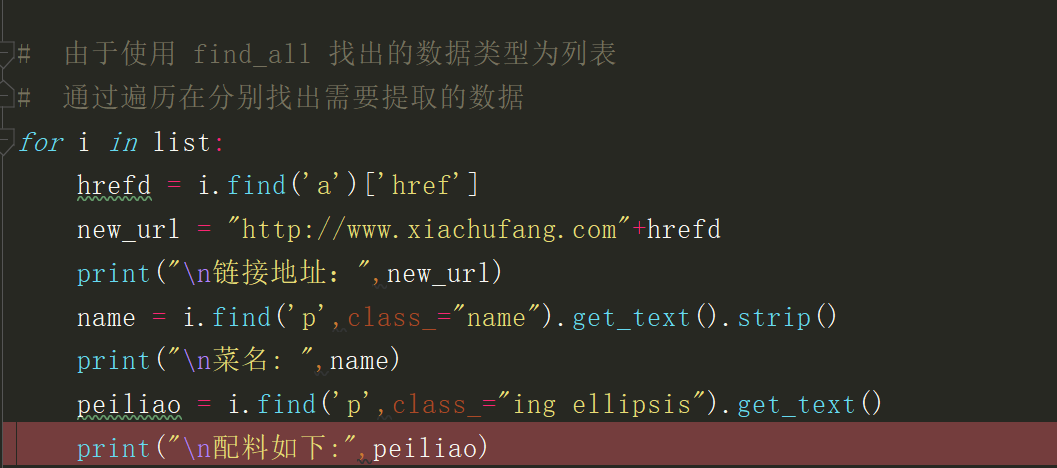 # 由于使用 find_all 找出的数据类型为列表
# 通过遍历在分别找出需要提取的数据
for i in list:
    hrefd = i.find('a')['href']
    new_url = "http://www.xiachufang.com"+hrefd
    print("\n链接地址: ",new_url)
    name = i.find('p',class_="name").get_text().strip()
    print("\n菜名: ",name)
    peiliao = i.find('p',class_="ing ellipsis").get_text()
    print("\n配料如下:",peiliao)